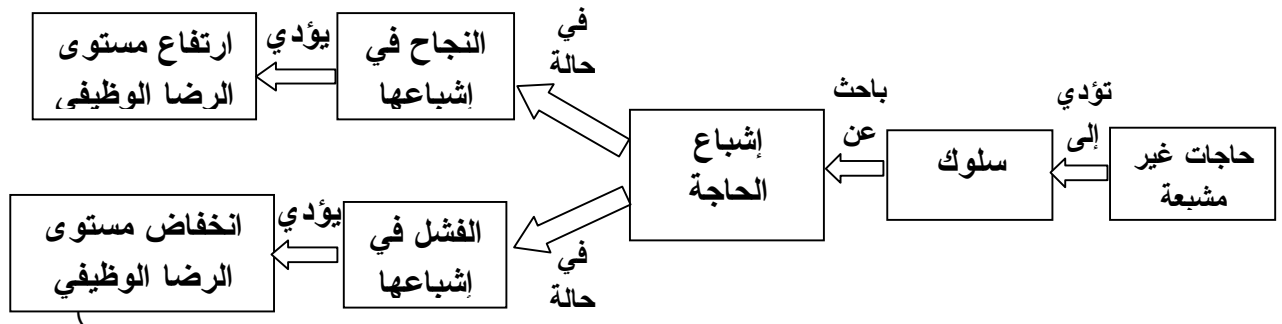 حاجات غير
مشبعة
تؤدي
إلى
سلوك
باحث
عن
إشباع
الحاجة
في
حالة
النجاح في
إشباعها
يؤدي
ارتفاع مستوى
الرضا الوظيفي
في
حالة
الفشل في
إشباعها
يؤدي
انخفاض مستوى
الرضا الوظيفي